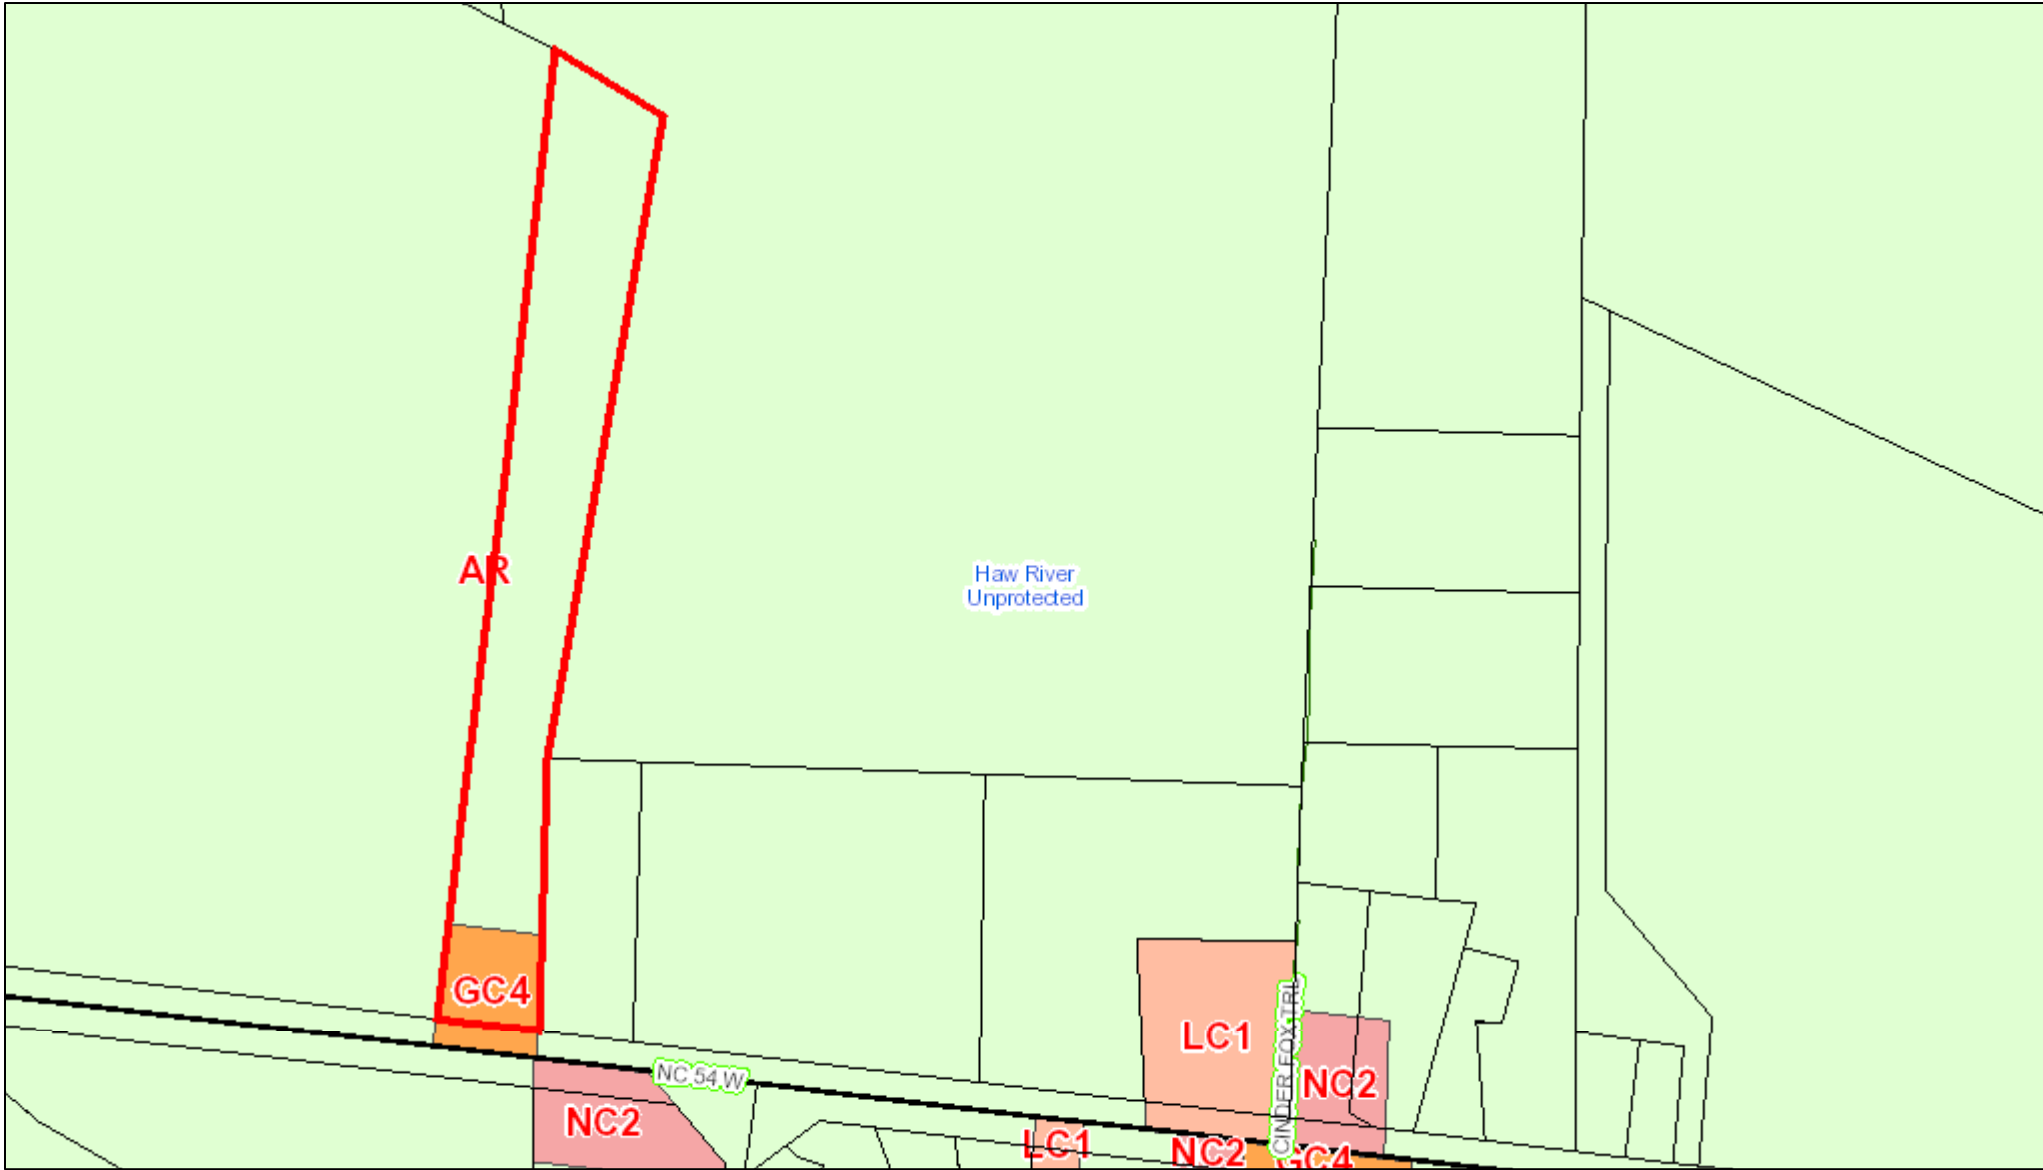 AR
Haw River
Unprotected
GC4
LC1
CINDER FOX TRL
NC 54 W
NC2
NC2
LC1
NC2
GC4